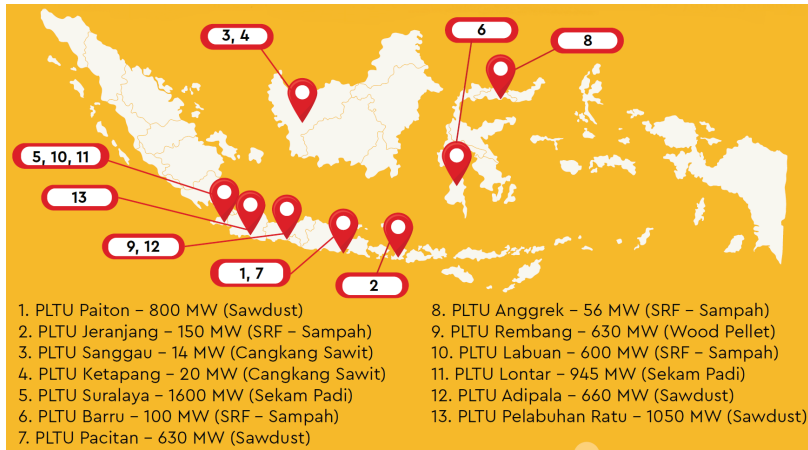 3, 4
6
8
5, 10, 11
13
9, 12
1, 7
2
1. PLTU Paiton – 800 MW (Sawdust)
2. PLTU Jeranjang – 150 MW (SRF – Sampah)
3. PLTU Sanggau – 14 MW (Cangkang Sawit)
4. PLTU Ketapang – 20 MW (Cangkang Sawit)
5. PLTU Suralaya – 1600 MW (Sekam Padi)
6. PLTU Barru – 100 MW (SRF – Sampah)
7. PLTU Pacitan – 630 MW (Sawdust)
8. PLTU Anggrek – 56 MW (SRF – Sampah)
9. PLTU Rembang – 630 MW (Wood Pellet)
10. PLTU Labuan – 600 MW (SRF – Sampah)
11. PLTU Lontar – 945 MW (Sekam Padi)
12. PLTU Adipala – 660 MW (Sawdust)
13. PLTU Pelabuhan Ratu – 1050 MW (Sawdust)